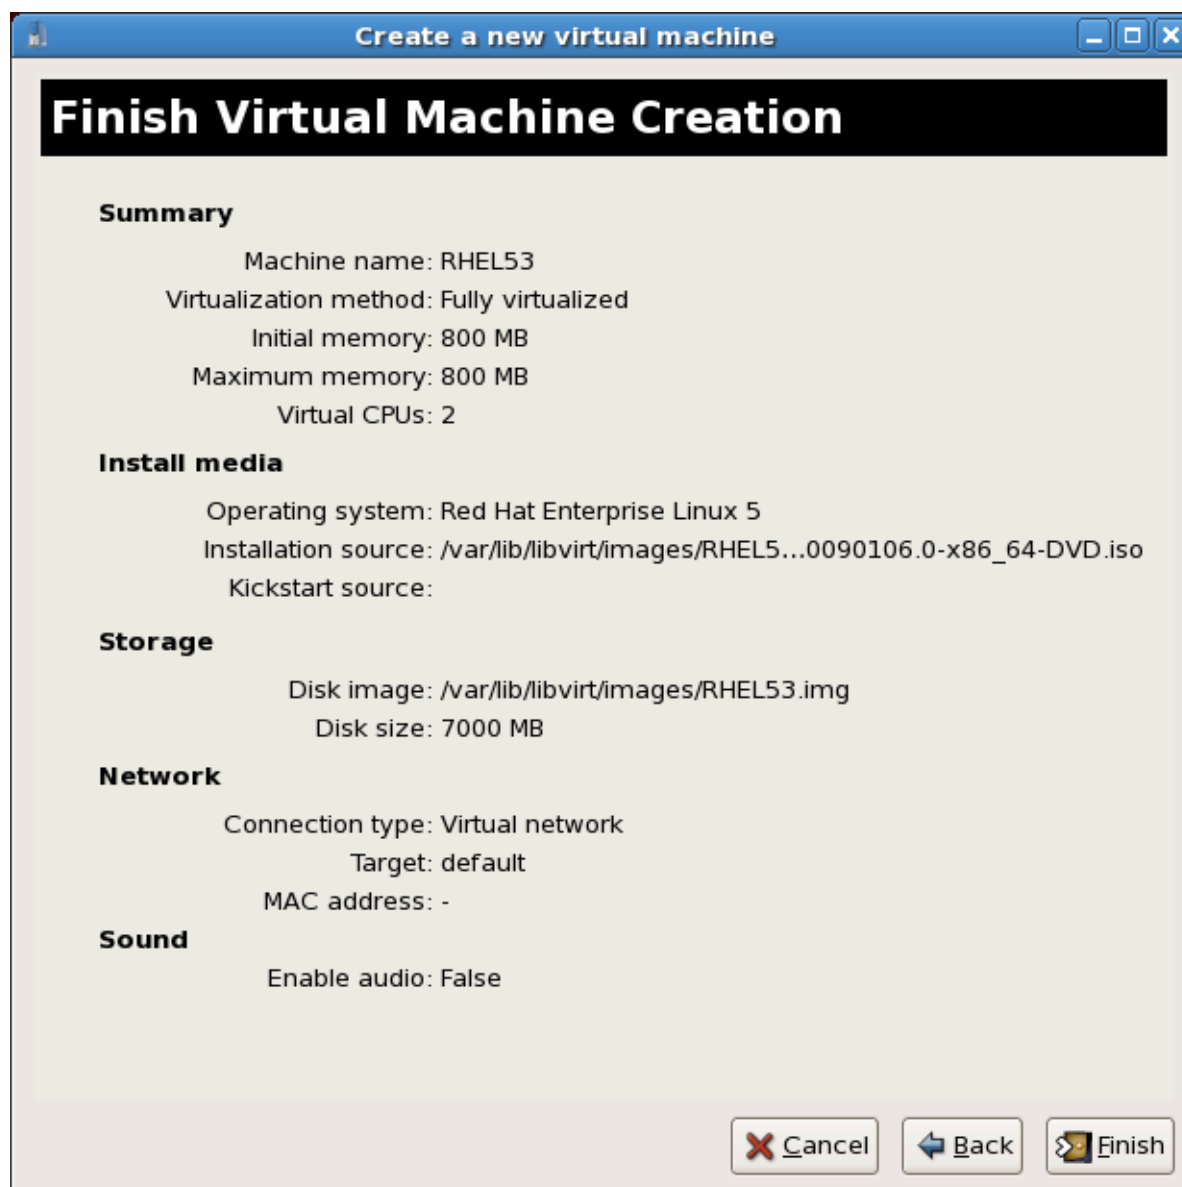 Create a new virtual machine
Finish Virtual Machine Creation
Summary
Machine name: RHEL53
Virtualization method: Fully virtualized
Initial memory: 800 MB
Maximum memory: 800 MB
Virtual CPUs: 2
Install media
Operating system: Red Hat Enterprise Linux 5
Installation source: /var/lib/libvirt/images/RHEL5...0090106.0-x86_64-DVD.iso
Kickstart source:
Storage
Disk image: /var/lib/libvirt/images/RHEL53.img
Disk size: 7000 MB
Network
Connection type: Virtual network
Target: default
MAC address: -
Sound
Enable audio: False
Cancel Back Finish